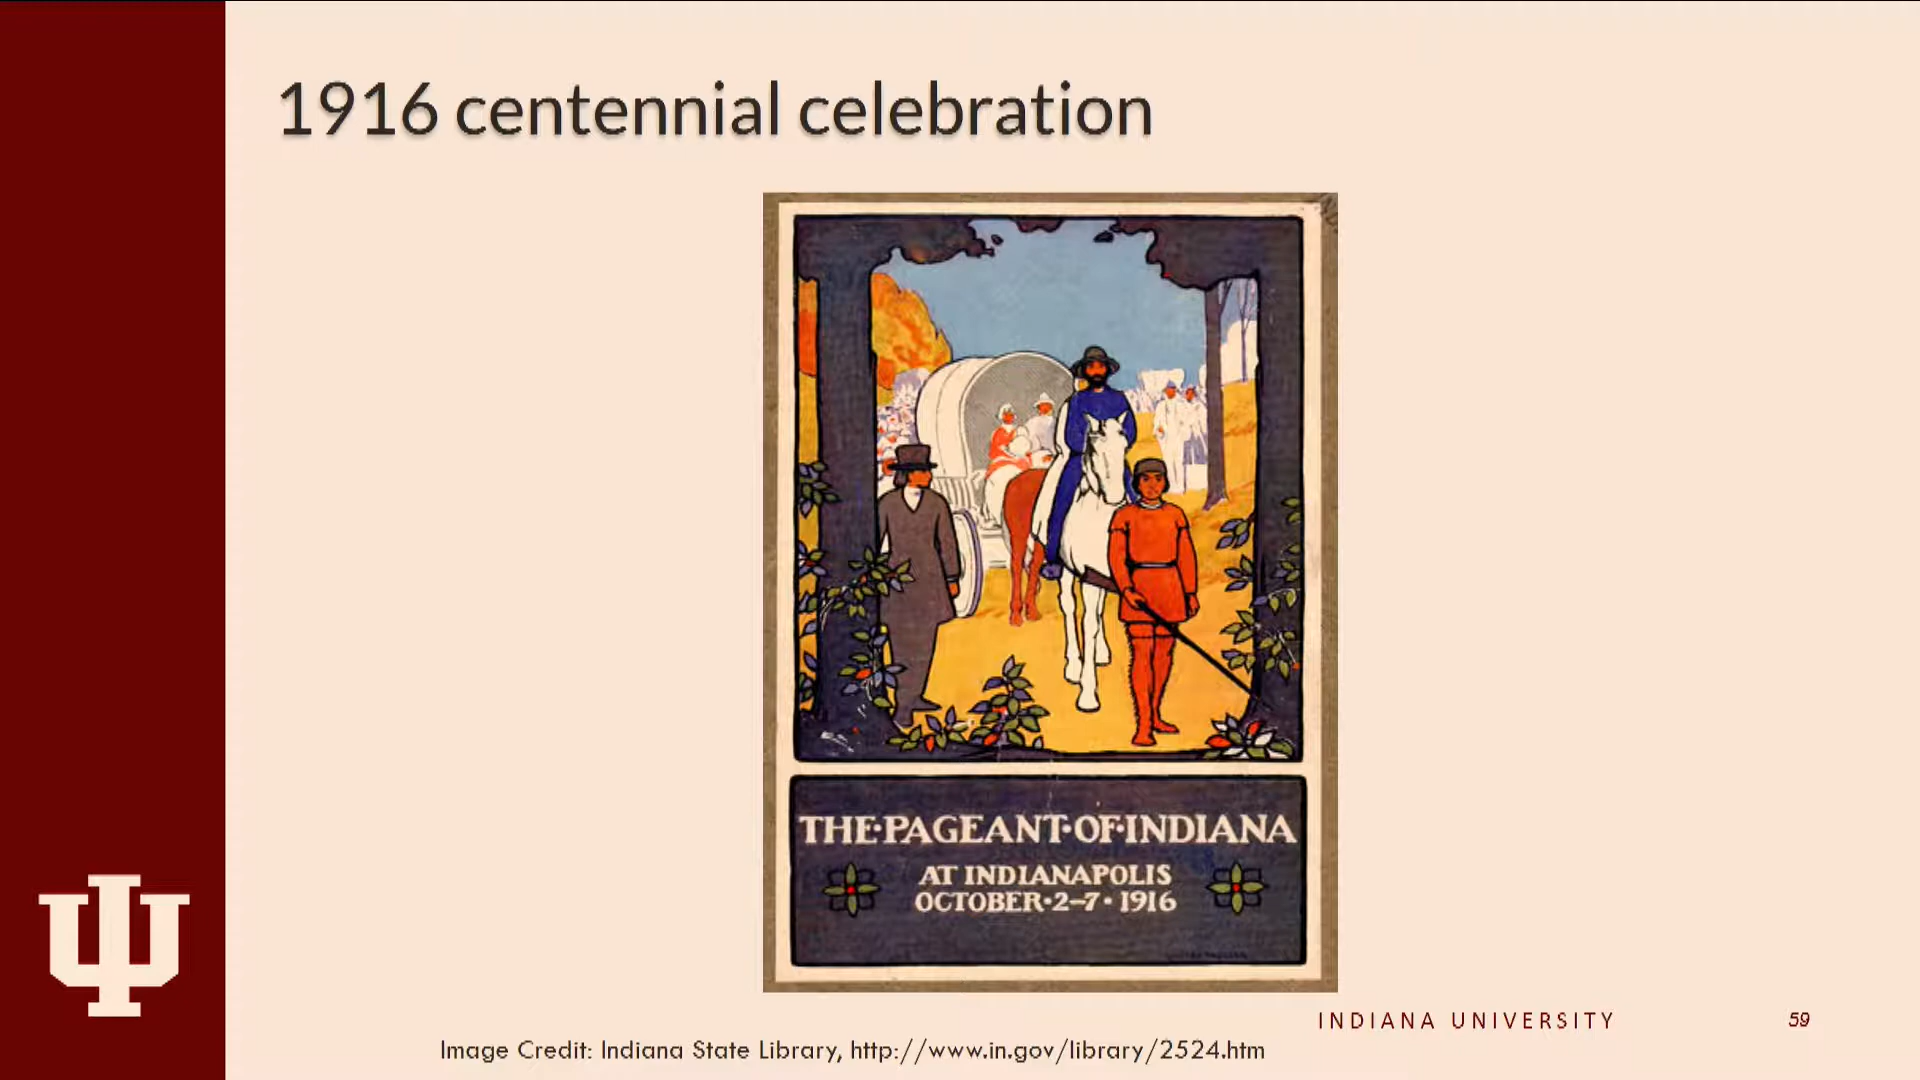 1916 centennial celebration
THE·PAGEANT·OF·INDIANA
AT INDIANAPOLIS
OCTOBER·2–7·1916
INDIANA UNIVERSITY
59
Image Credit: Indiana State Library, http://www.in.gov/library/2524.htm